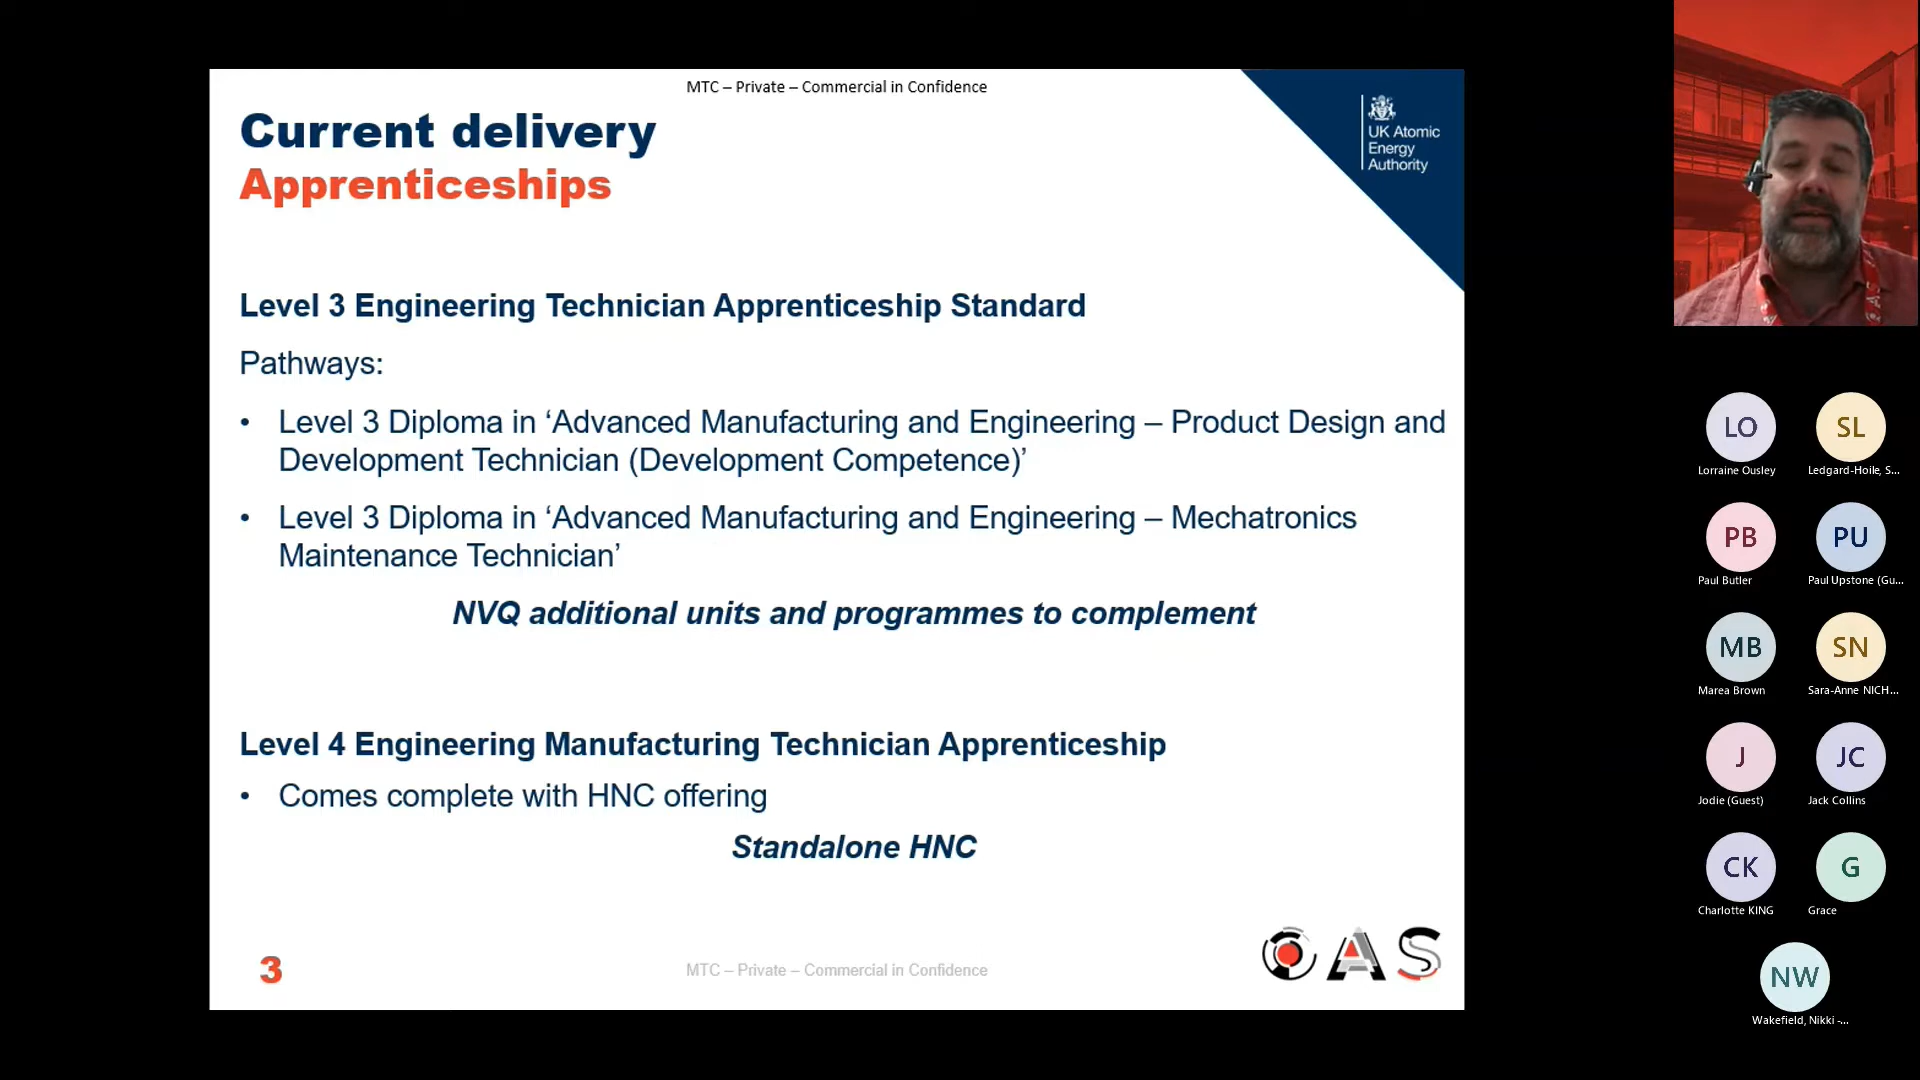 MTC – Private – Commercial in Confidence
Current delivery
Apprenticeships
UK Atomic
Energy
Authority
Level 3 Engineering Technician Apprenticeship Standard
Pathways:
• Level 3 Diploma in ‘Advanced Manufacturing and Engineering – Product Design and
Development Technician (Development Competence)’
• Level 3 Diploma in ‘Advanced Manufacturing and Engineering – Mechatronics
Maintenance Technician’
NVQ additional units and programmes to complement
Level 4 Engineering Manufacturing Technician Apprenticeship
• Comes complete with HNC offering
Standalone HNC
3
MTC – Private – Commercial in Confidence
OAS
LO
Lorraine Ousley
SL
Ledgard-Hoile, S...
PB
Paul Butler
PU
Paul Upstone (Gu...
MB
Marea Brown
SN
Sara-Anne NICH...
J
Jodie (Guest)
JC
Jack Collins
CK
Charlotte KING
G
Grace
NW
Wakefield, Nikki -...